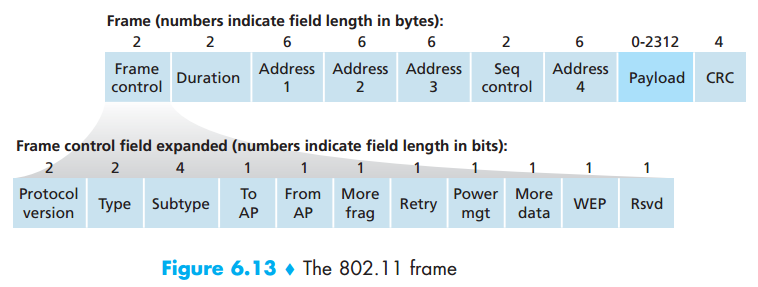 Frame (numbers indicate field length in bytes):
2 2 6 6 6 2 6 0-2312 4
Frame control Duration Address 1 Address 2 Address 3 Seq control Address 4 Payload CRC
Frame control field expanded (numbers indicate field length in bits):
2 2 4 1 1 1 1 1 1 1 1
Protocol version Type Subtype To AP From AP More frag Retry Power mgt More data WEP Rsvd
Figure 6.13 ♦ The 802.11 frame